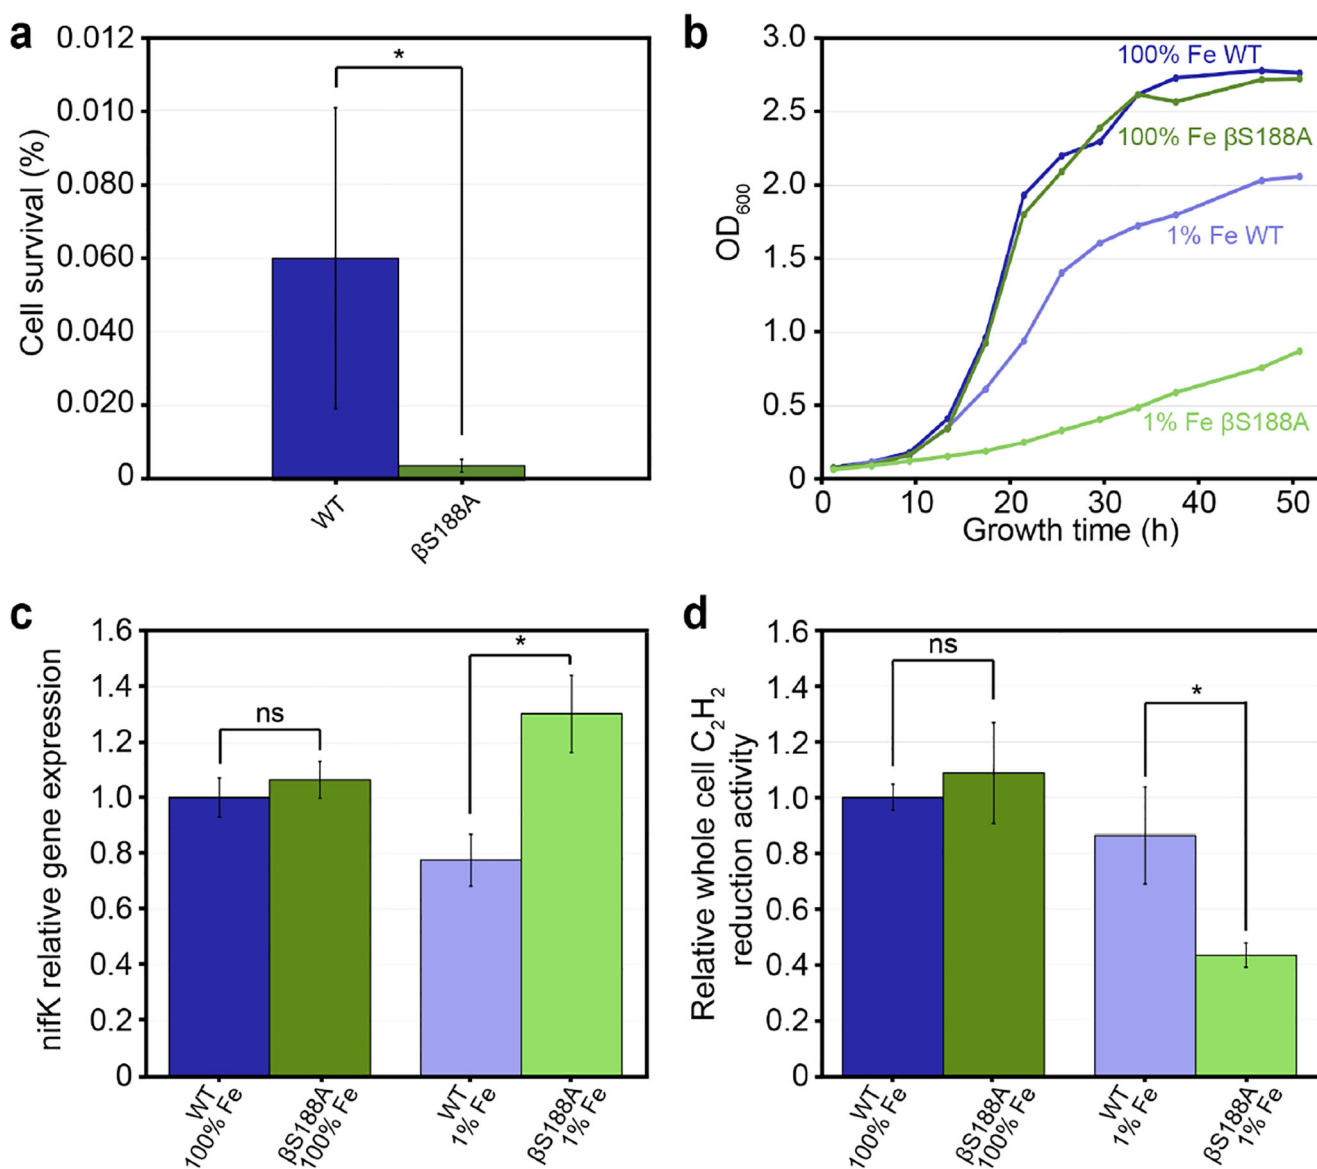 a
0.012
0.010
0.080
0.060
0.040
0.020
0
Cell survival (%)
*
WT
βS188A
b
3.0
2.5
2.0
1.5
1.0
0.5
0
OD600
100% Fe WT
100% Fe βS188A
1% Fe WT
1% Fe βS188A
0 10 20 30 40 50
Growth time (h)
c
1.6
1.4
1.2
1.0
0.8
0.6
0.4
0.2
0
nifK relative gene expression
ns
*
WT
100% Fe
βS188A
100% Fe
WT
1% Fe
βS188A
1% Fe
d
1.6
1.4
1.2
1.0
0.8
0.6
0.4
0.2
0
Relative whole cell C2H2
reduction activity
ns
*
WT
100% Fe
βS188A
100% Fe
WT
1% Fe
βS188A
1% Fe